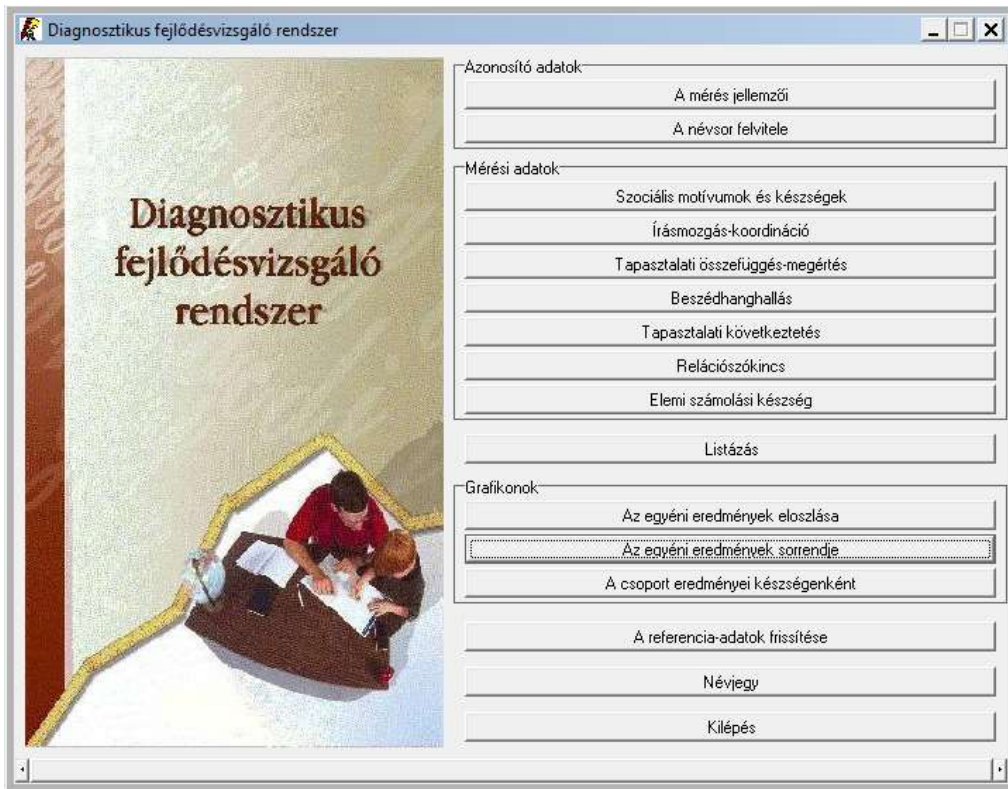 Diagnosztikus fejlődésvizsgáló rendszer
Diagnosztikus
fejlődésvizsgáló
rendszer
Azonosító adatok
A mérés jellemzői
A névsor felvitele
Mérési adatok
Szociális motívumok és készségek
Írásmozgás-koordináció
Tapasztalati összefüggés-megértés
Beszédhanghallás
Tapasztalati következtetés
Relációszókincs
Elemi számolási készség
Listázás
Grafikonok
Az egyéni eredmények eloszlása
Az egyéni eredmények sorrendje
A csoport eredményei készségenként
A referencia-adatok frissítése
Névjegy
Kilépés